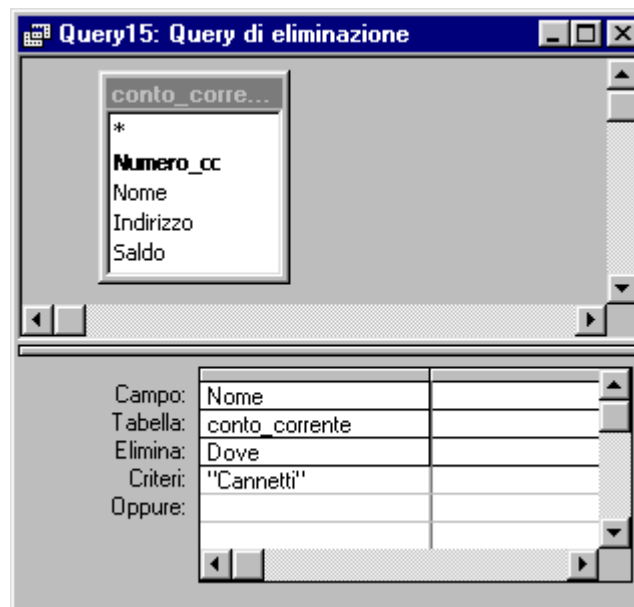 Query15: Query di eliminazione
conto_corre...
*
Numero_cc
Nome
Indirizzo
Saldo
Campo: Nome
Tabella: conto_corrente
Elimina: Dove
Criteri: "Cannetti"
Oppure: